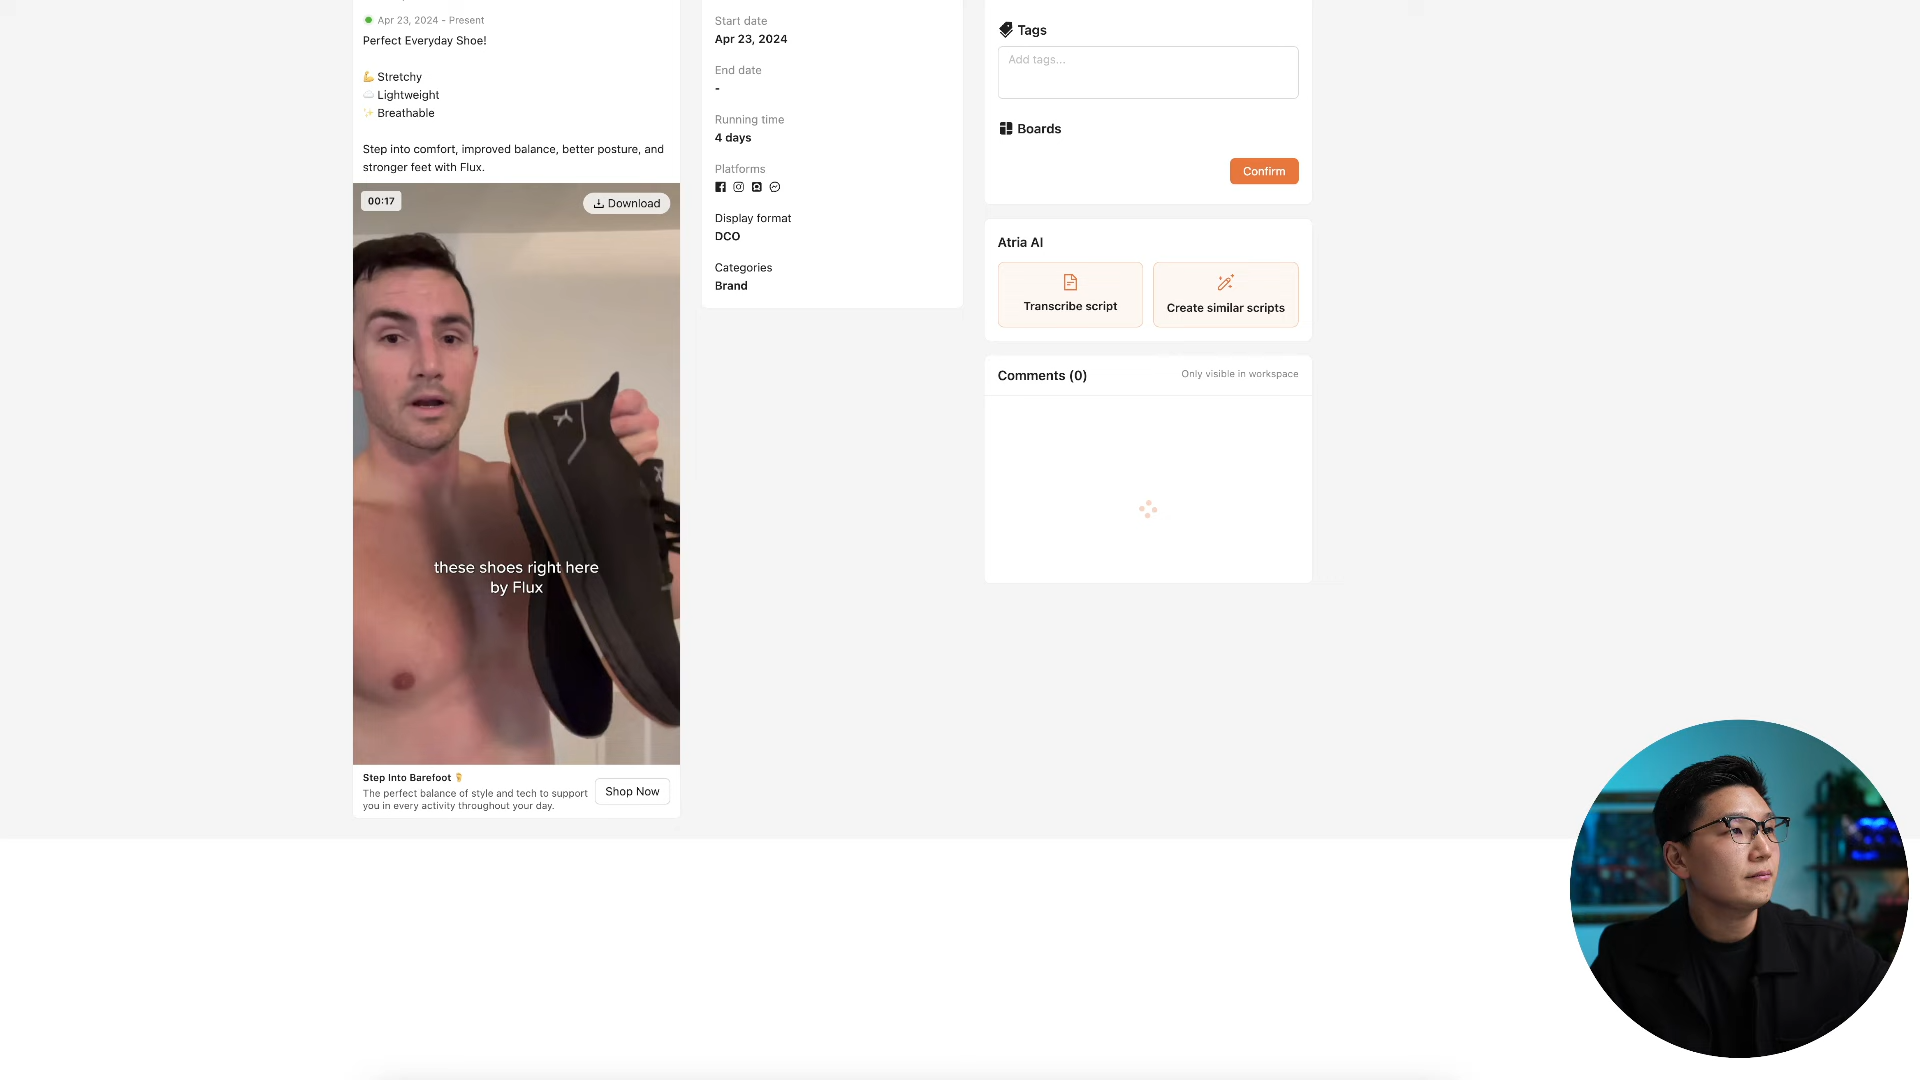 Apr 23, 2024 - Present
Perfect Everyday Shoe!
💪 Stretchy
☁️ Lightweight
✨ Breathable
Step into comfort, improved balance, better posture, and
stronger feet with Flux.
00:17
Download
these shoes right here
by Flux
Step Into Barefoot
The perfect balance of style and tech to support
you in every activity throughout your day.
Shop Now
Start date
Apr 23, 2024
End date
-
Running time
4 days
Platforms
Display format
DCO
Categories
Brand
Tags
Add tags...
Boards
Confirm
Atria AI
Transcribe script
Create similar scripts
Comments (0)
Only visible in workspace